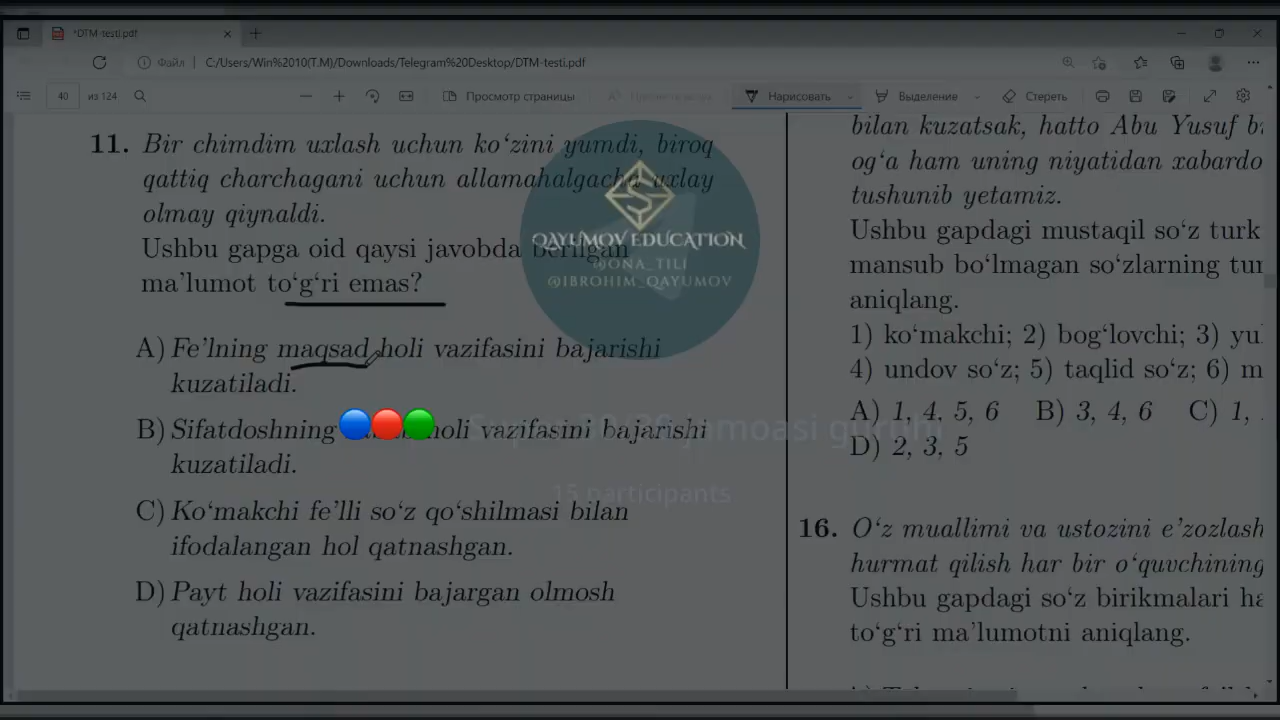 *DTM-testi.pdf
Файл C:/Users/Win%2010(T.M)/Downloads/Telegram%20Desktop/DTM-testi.pdf
40 из 124 Просмотр страницы Нарисовать Выделение Стереть
11. Bir chimdim uxlash uchun ko‘zini yumdi, biroq
qattiq charchagani uchun allamahalgacha uxlay
olmay qiynaldi.
Ushbu gapga oid qaysi javobda berilgan
ma’lumot to‘g‘ri emas?
A) Fe’lning maqsad holi vazifasini bajarishi
kuzatiladi.
B) Sifatdoshning holi vazifasini bajarishi
kuzatiladi.
C) Ko‘makchi fe’lli so‘z qo‘shilmasi bilan
ifodalangan hol qatnashgan.
D) Payt holi vazifasini bajargan olmosh
qatnashgan.
QAYUMOV EDUCATION
@ONA_TILI
@IBROHIM_QAYUMOV
jamoasi guruhi
15 participants
bilan kuzatsak, hatto Abu Yusuf bi
og‘a ham uning niyatidan xabardo
tushunib yetamiz.
Ushbu gapdagi mustaqil so‘z turk
mansub bo‘lmagan so‘zlarning tur
aniqlang.
1) ko‘makchi; 2) bog‘lovchi; 3) yu
4) undov so‘z; 5) taqlid so‘z; 6) m
A) 1, 4, 5, 6 B) 3, 4, 6 C) 1,
D) 2, 3, 5
16. O‘z muallimi va ustozini e’zozlash
hurmat qilish har bir o‘quvchining
Ushbu gapdagi so‘z birikmalari ha
to‘g‘ri ma’lumotni aniqlang.